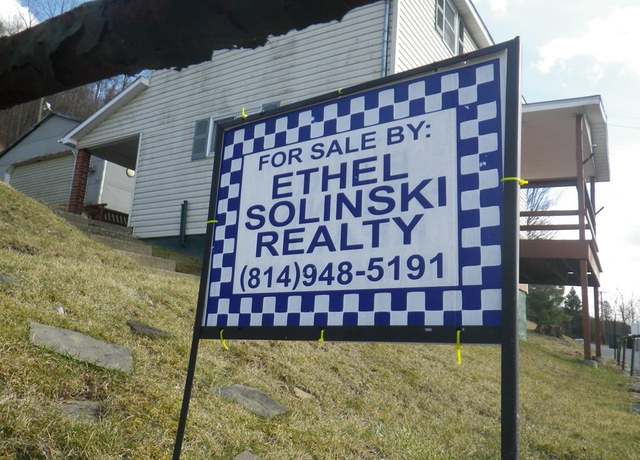 FOR SALE BY:
ETHEL
SOLINSKI
REALTY
(814)948-5191